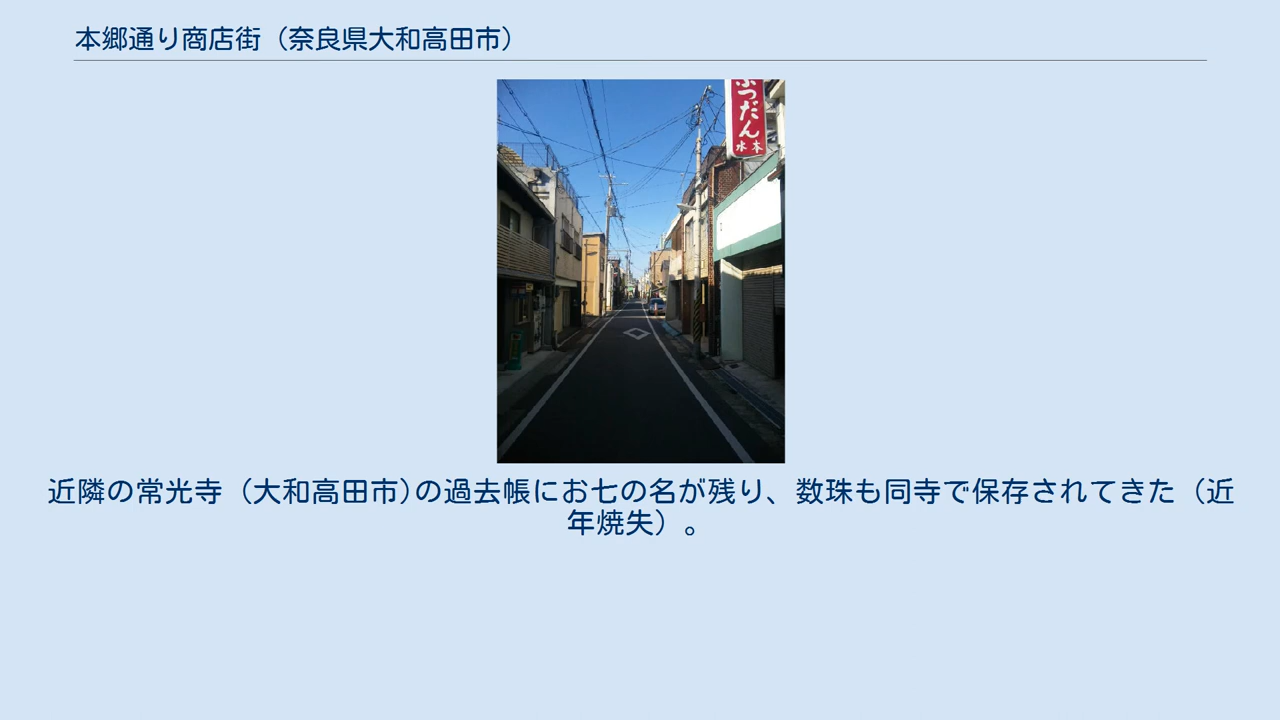 本郷通り商店街（奈良県大和高田市）
ぶつだん
水本
近隣の常光寺（大和高田市)の過去帳にお七の名が残り、数珠も同寺で保存されてきた（近
年焼失）。